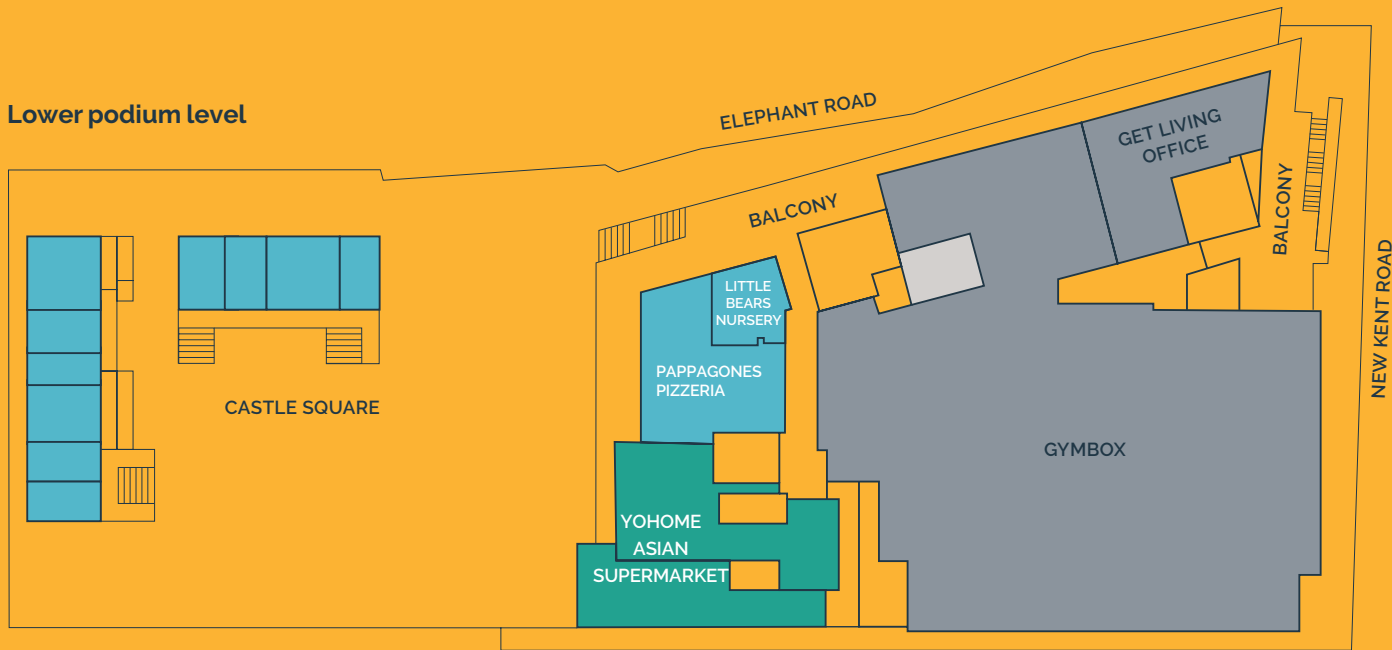 Lower podium level
ELEPHANT ROAD
GET LIVING
OFFICE
BALCONY
BALCONY
NEW KENT ROAD
LITTLE
BEARS
NURSERY
PAPPAGONES
PIZZERIA
CASTLE SQUARE
GYMBOX
YOHOME
ASIAN
SUPERMARKET